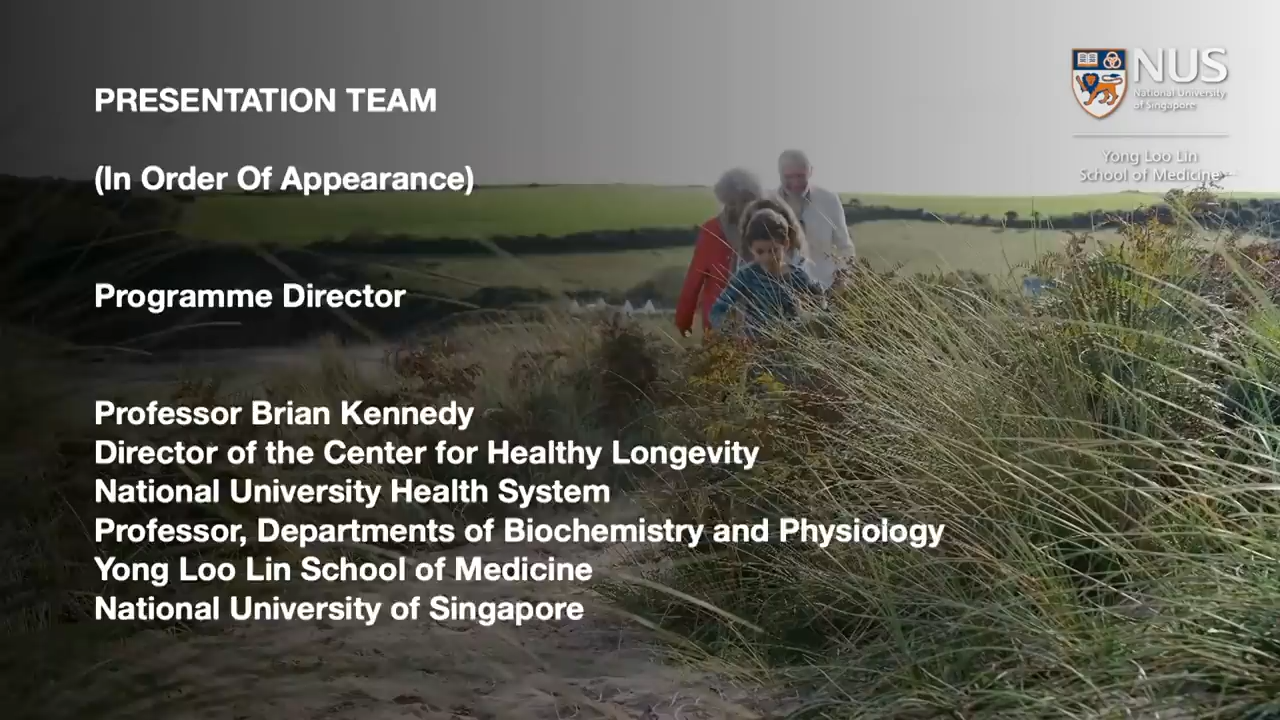 PRESENTATION TEAM
(In Order Of Appearance)
Programme Director
Professor Brian Kennedy
Director of the Center for Healthy Longevity
National University Health System
Professor, Departments of Biochemistry and Physiology
Yong Loo Lin School of Medicine
National University of Singapore
NUS
National University
of Singapore
Yong Loo Lin
School of Medicine